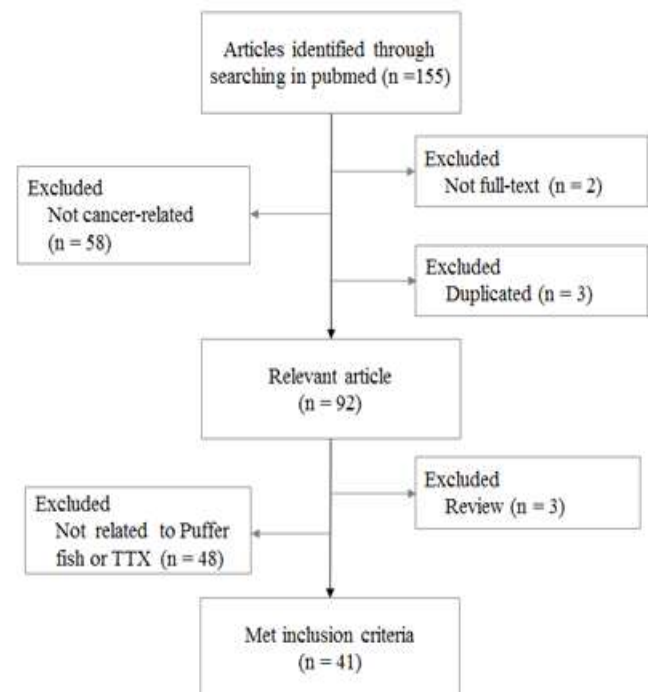 Articles identified through
searching in pubmed (n =155)
Excluded
Not full-text (n = 2)
Excluded
Not cancer-related
(n = 58)
Excluded
Duplicated (n = 3)
Relevant article
(n = 92)
Excluded
Review (n = 3)
Excluded
Not related to Puffer
fish or TTX (n = 48)
Met inclusion criteria
(n = 41)